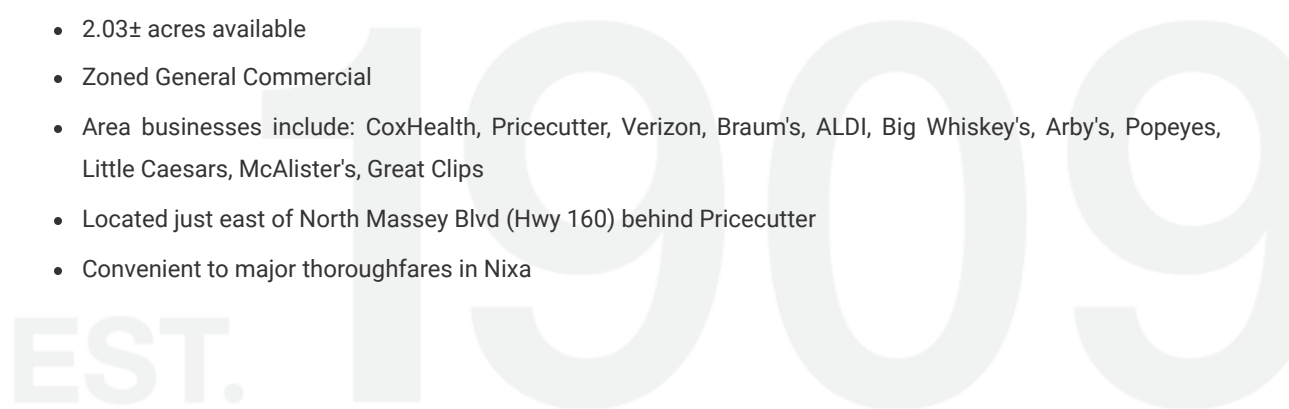 • 2.03± acres available
• Zoned General Commercial
• Area businesses include: CoxHealth, Pricecutter, Verizon, Braum's, ALDI, Big Whiskey's, Arby's, Popeyes,
Little Caesars, McAlister's, Great Clips
• Located just east of North Massey Blvd (Hwy 160) behind Pricecutter
• Convenient to major thoroughfares in Nixa
EST. 1909